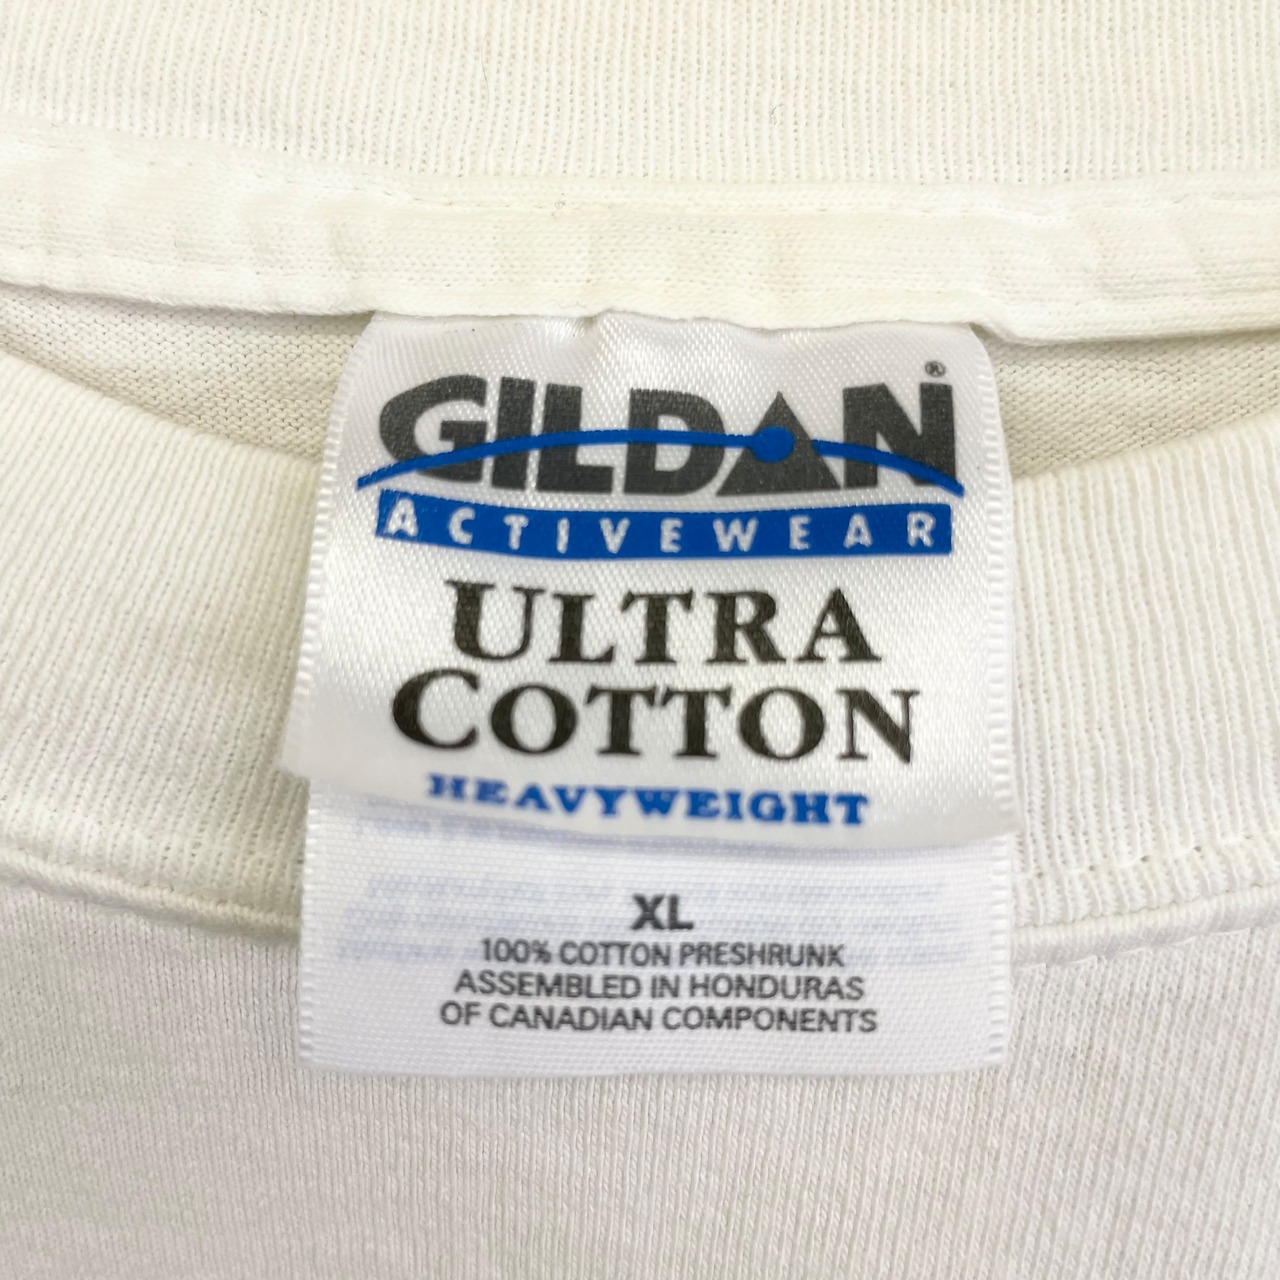 GILDAN®
ACTIVEWEAR
ULTRA
COTTON
HEAVYWEIGHT
XL
100% COTTON PRESHRUNK
ASSEMBLED IN HONDURAS
OF CANADIAN COMPONENTS